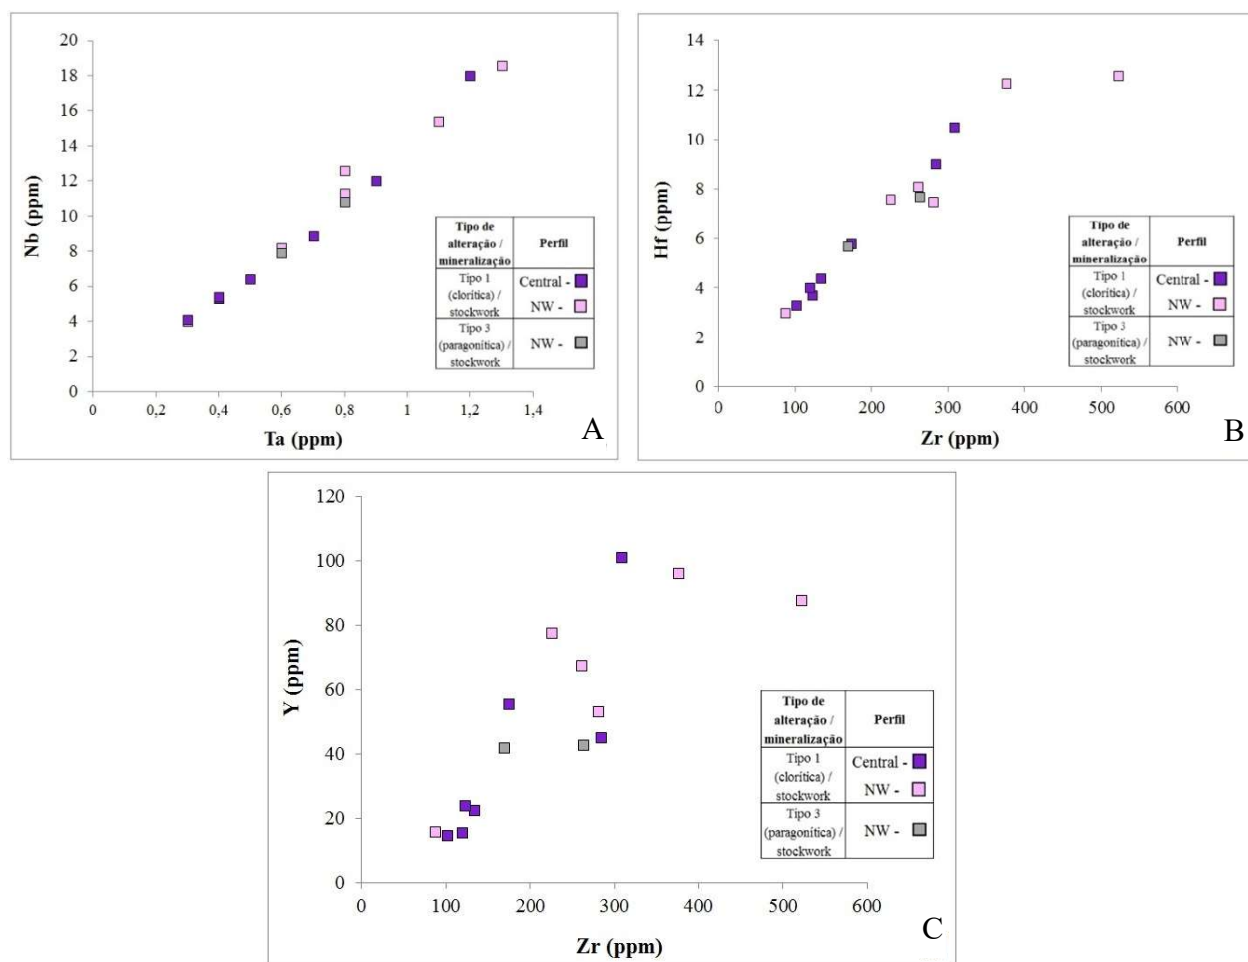 20
18
16
14
12
10
8
6
4
2
0
Nb (ppm)
0 0,2 0,4 0,6 0,8 1 1,2 1,4
Ta (ppm)
Tipo de
alteração /
mineralização
Perfil
Tipo 1
(clorítica) /
stockwork
Central -
NW -
Tipo 3
(paragonítica) /
stockwork
NW -
A
14
12
10
8
6
4
2
0
Hf (ppm)
0 100 200 300 400 500 600
Zr (ppm)
Tipo de
alteração /
mineralização
Perfil
Tipo 1
(clorítica) /
stockwork
Central -
NW -
Tipo 3
(paragonítica) /
stockwork
NW -
B
120
100
80
60
40
20
0
Y (ppm)
0 100 200 300 400 500 600
Zr (ppm)
Tipo de
alteração /
mineralização
Perfil
Tipo 1
(clorítica) /
stockwork
Central -
NW -
Tipo 3
(paragonítica) /
stockwork
NW -
C